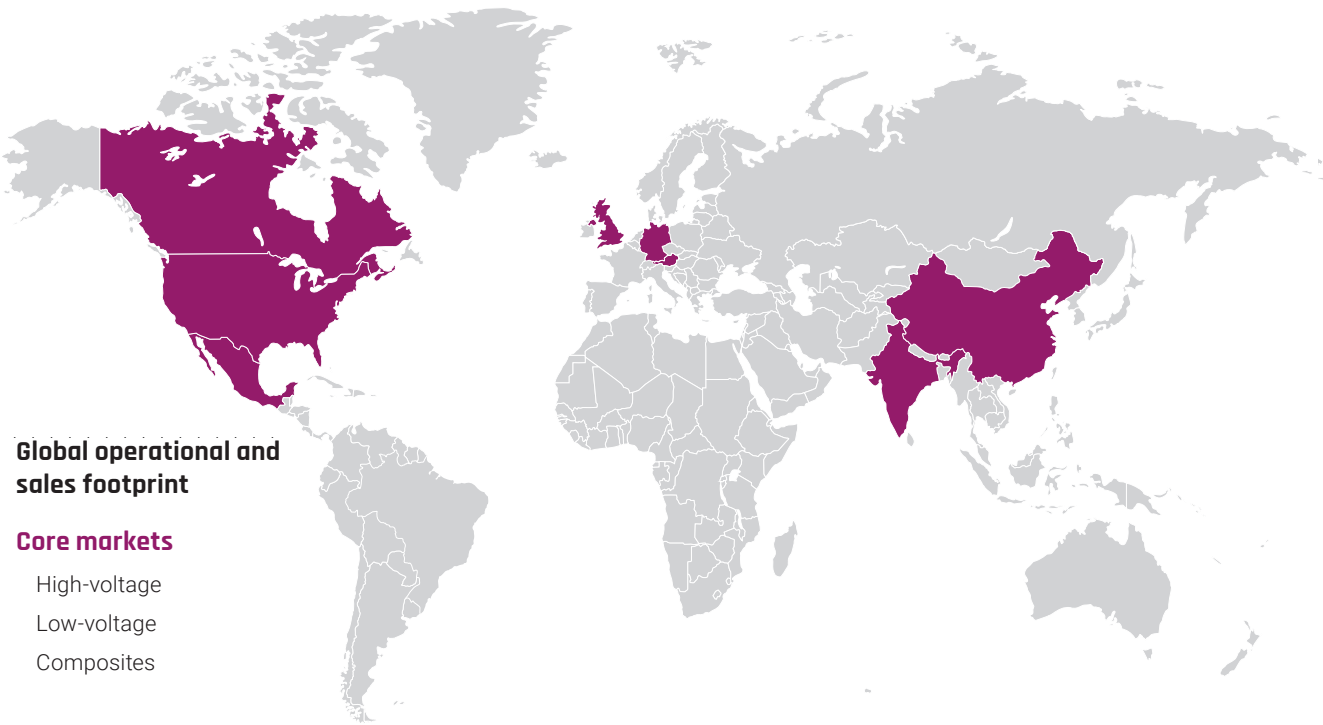 Global operational and
sales footprint
Core markets
High-voltage
Low-voltage
Composites